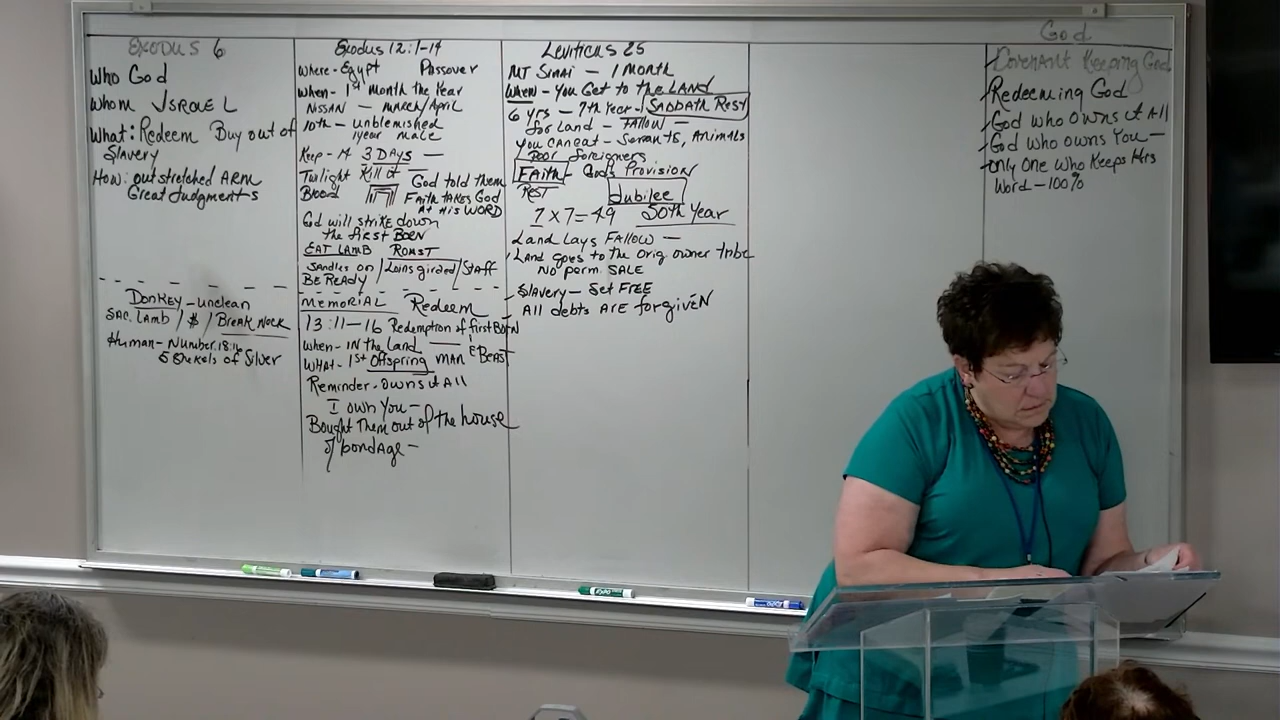 Exodus 6
Who God
Whom ISRAEL
What: Redeem Buy out of
Slavery
How: outstretched ARM
Great Judgments
Donkey - unclean
Sac. Lamb / $ / Break Neck
Human - Number 18:16
5 Shekels of Silver
Exodus 12:1-14
Where - Egypt Passover
When - 1st Month the Year
NISSAN - MARCH/April
10th - unblemished
1 year male
Keep - 14 3 DAYS -
Twilight Kill it
Blood
God told them
Faith takes God
At His WORD
God will strike down
the First BORN
EAT LAMB ROAST
Sandles on / Loins girded / Staff
BE READY
MEMORIAL Redeem
13:11-16 Redemption of first BORN
When - IN the Land
WHAT - 1st Offspring MAN & BEAST
Reminder - owns it All
I own You -
Bought Them out of the house
of bondage -
Leviticus 25
MT SINAI - 1 Month
When - You Get to the LAND
6 yrs - 7th Year - SABBATH REST
for Land - FALLOW -
You can eat - Servants, Animals
Poor foreigners
FAITH - God's Provision
REST
Jubilee
7 x 7 = 49 50th Year
Land Lays Fallow -
Land goes to the orig. owner tribe
No perm. SALE
Slavery - Set FREE
All debts ARE forgiveN
God
Covenant Keeping God
Redeeming God
God who owns it All
God who owns You -
only One who Keeps His
Word - 100%
EXPO